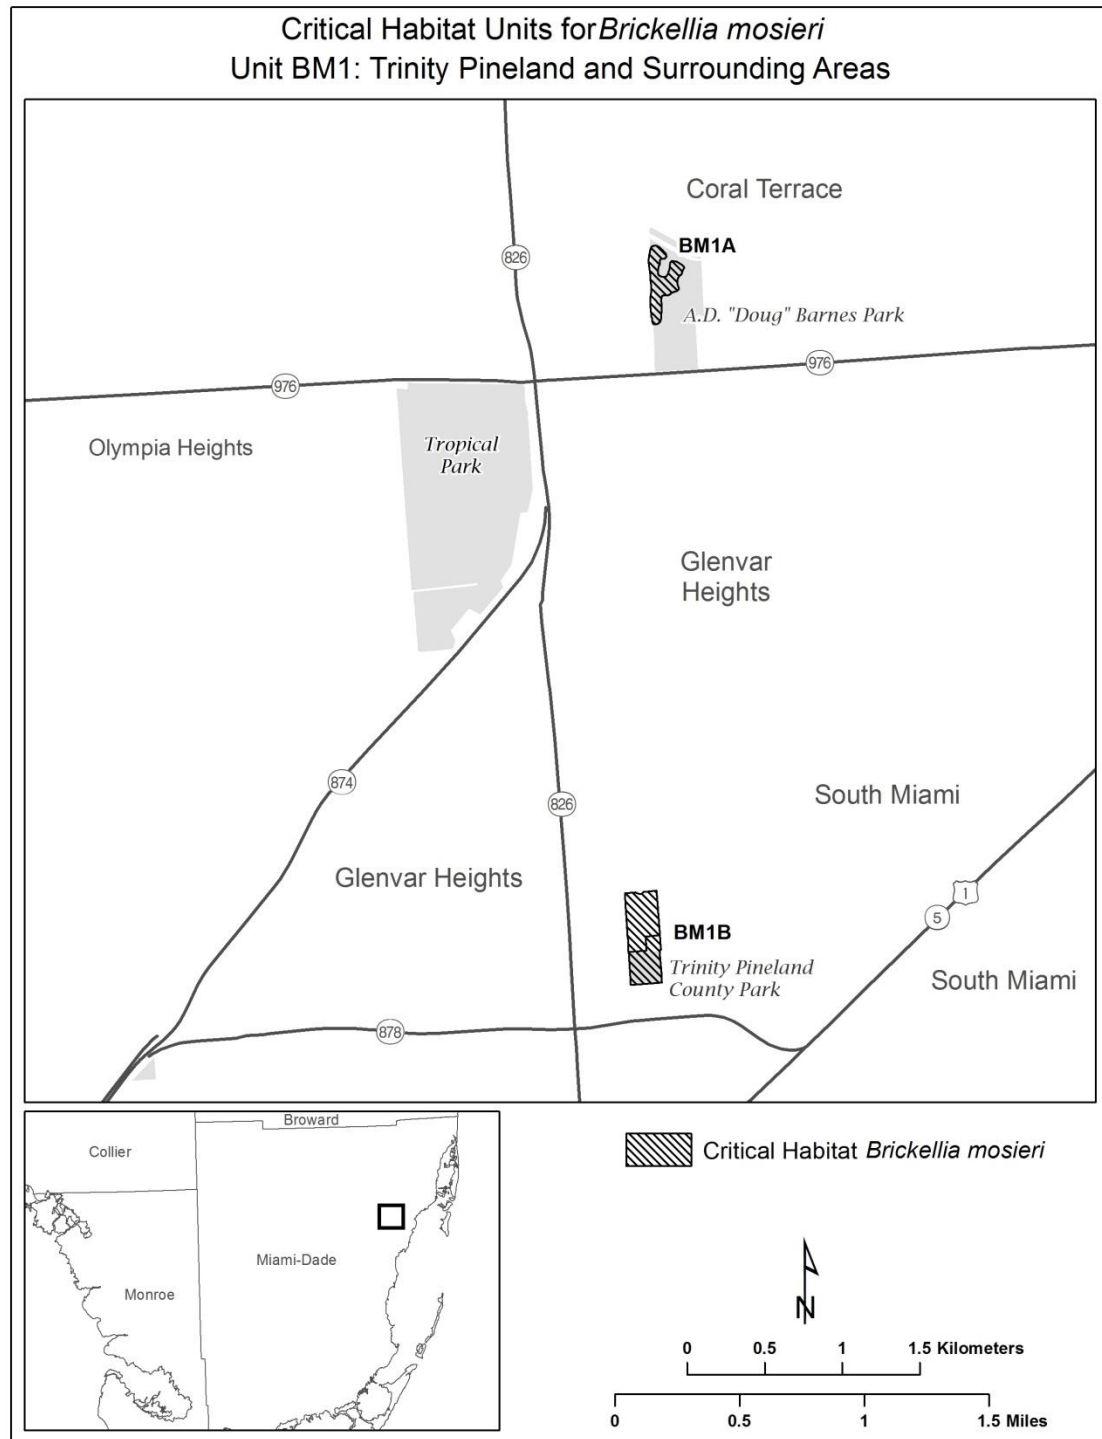 Critical Habitat Units for Brickellia mosieri
Unit BM1: Trinity Pineland and Surrounding Areas
Coral Terrace
BM1A
826
A.D. "Doug" Barnes Park
976
976
Olympia Heights
Tropical
Park
Glenvar
Heights
874
826
South Miami
Glenvar Heights
1
5
BM1B
Trinity Pineland
County Park
South Miami
878
Broward
Collier
Miami-Dade
Monroe
Critical Habitat Brickellia mosieri
N
0 0.5 1 1.5 Kilometers
0 0.5 1 1.5 Miles